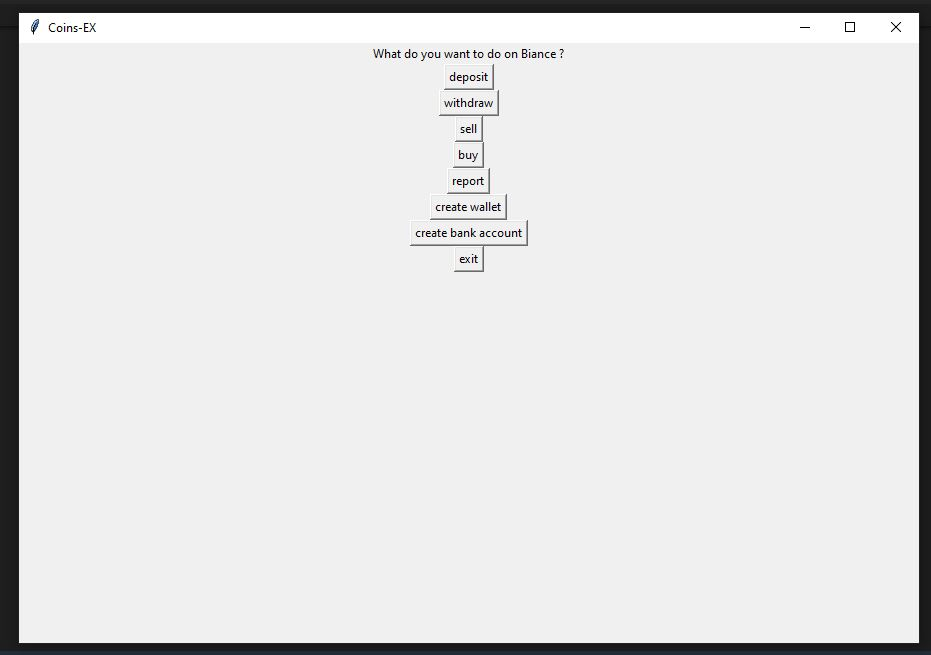 Coins-EX
What do you want to do on Biance ?
deposit
withdraw
sell
buy
report
create wallet
create bank account
exit